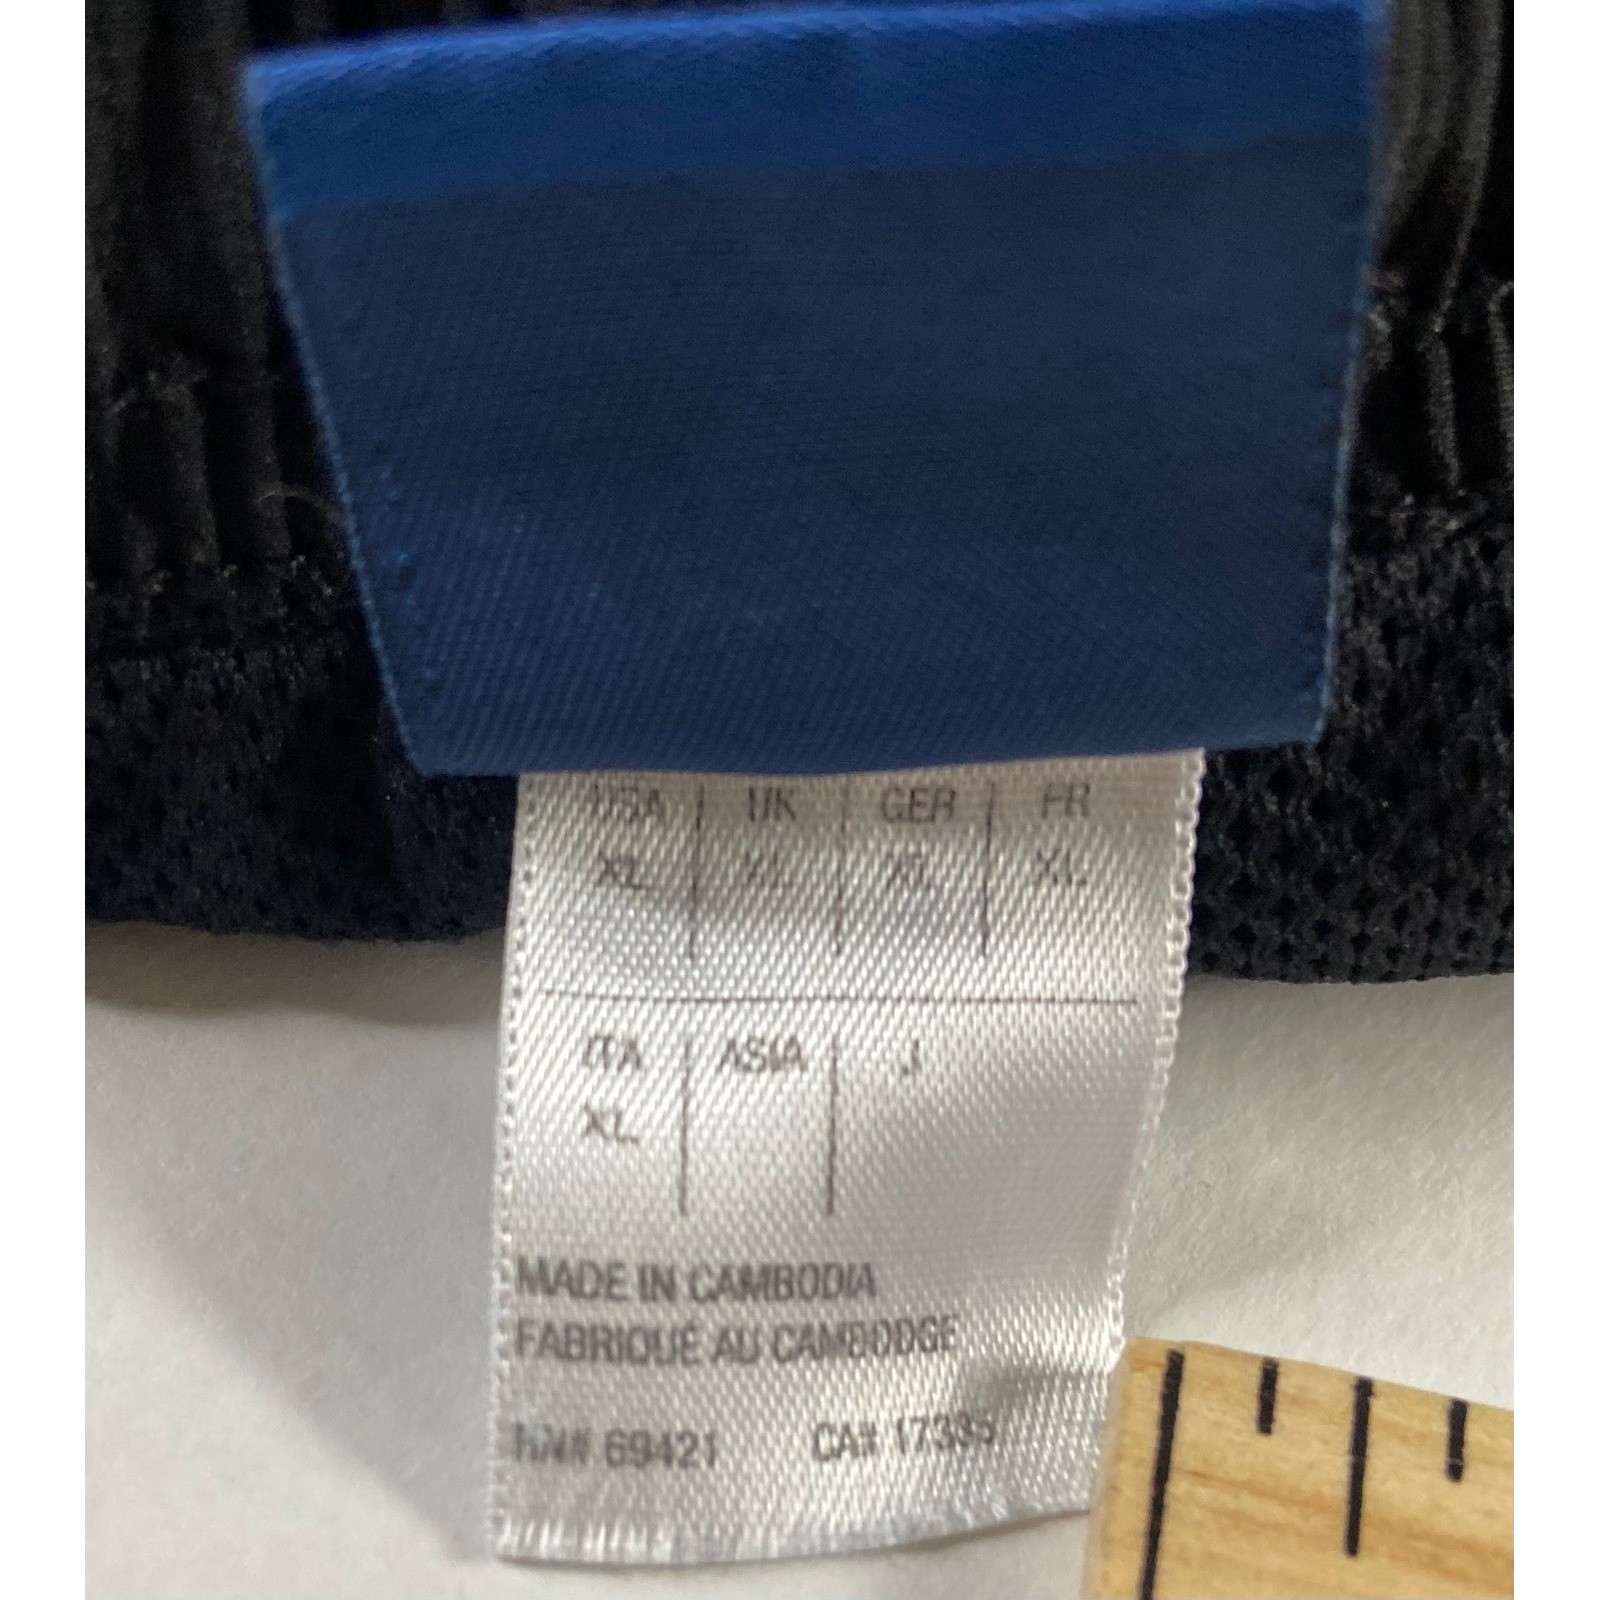 USA UK GER FR
XL XL XL XL
ITA ASIA J
XL
MADE IN CAMBODIA
FABRIQUÉ AU CAMBODGE
RN# 69421 CA# 17335